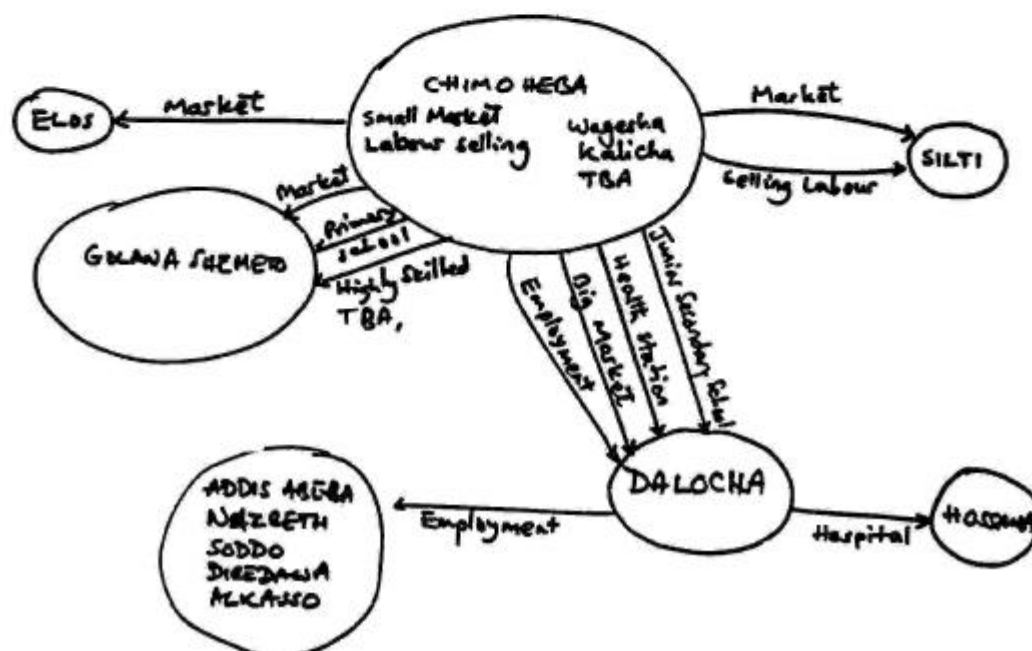 CHIMO HEBA
Small Market
Labour Selling
Wagesha
Kalicha
TBA
Market
ELOS
Market
SILTI
Selling Labour
Market
Primary
School
Highly Skilled
TBA,
GOLANA SHEMETO
Employment
Big Market
Health Station
Junior Secondary School
DALOCHA
Employment
ADDIS ABEBA
NAZRETH
SODDO
DIREDAWA
ALKASSO
Hospital